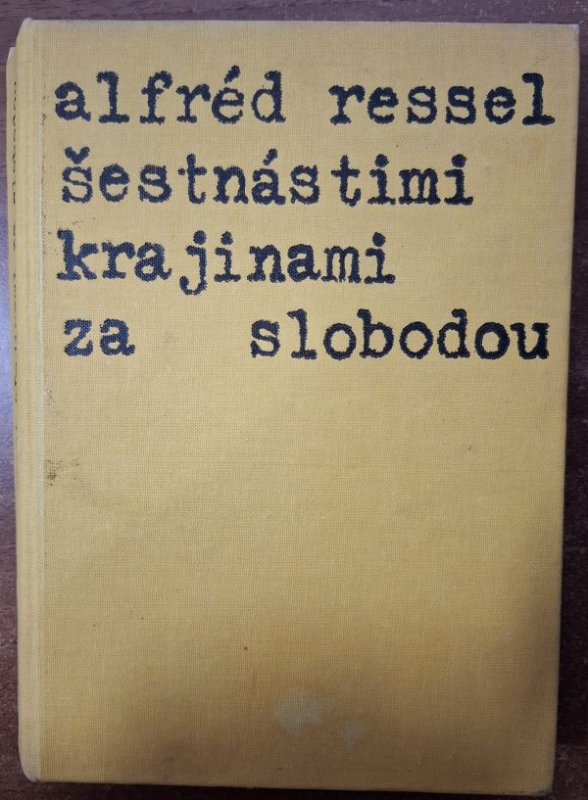 alfréd ressel
šestnástimi
krajinami
za slobodou